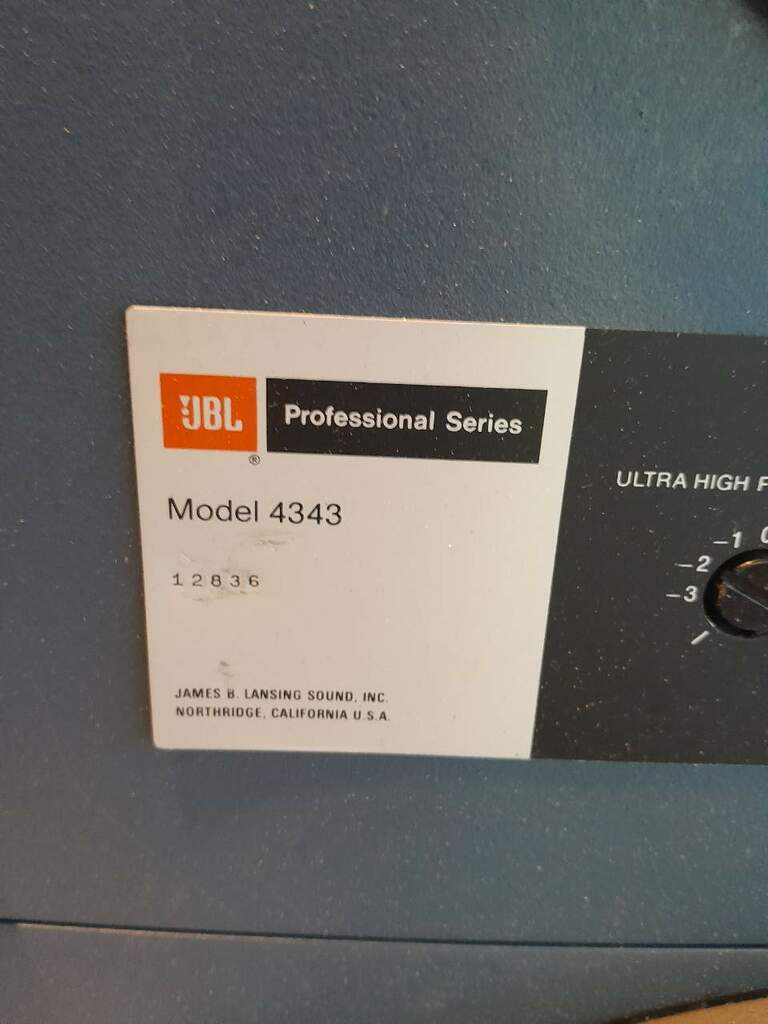 JBL Professional Series
®
Model 4343
12836
JAMES B. LANSING SOUND, INC.
NORTHRIDGE, CALIFORNIA U.S.A.
ULTRA HIGH
-1
-2
-3